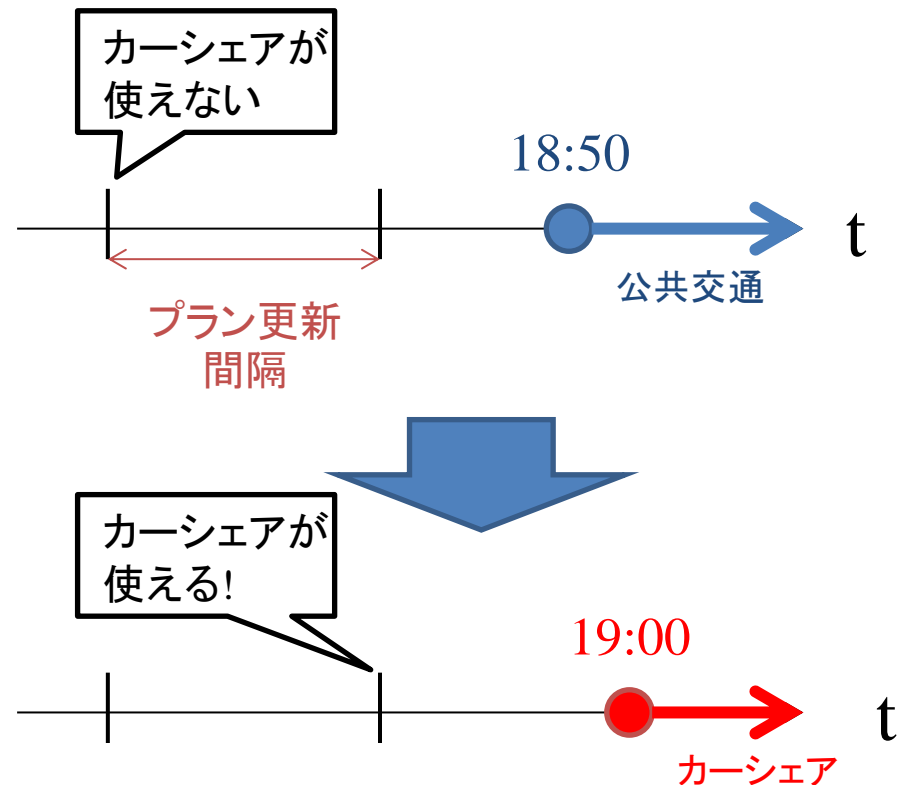 カーシェアが
使えない
18:50
t
公共交通
プラン更新
間隔
カーシェアが
使える!
19:00
t
カーシェア